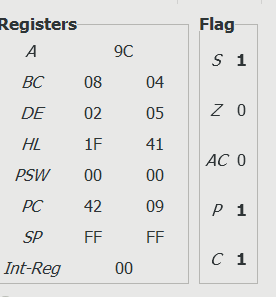 Registers
A 9C
BC 08 04
DE 02 05
HL 1F 41
PSW 00 00
PC 42 09
SP FF FF
Int-Reg 00
Flag
S 1
Z 0
AC 0
P 1
C 1